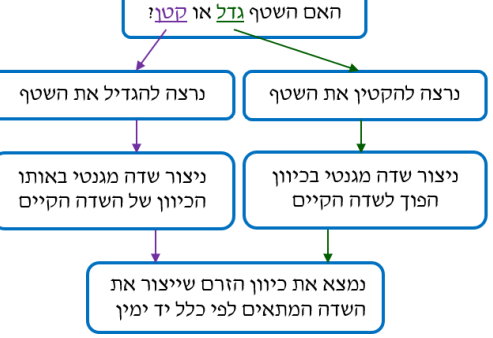 האם השטף גדל או קטן?
נרצה להקטין את השטף
נרצה להגדיל את השטף
ניצור שדה מגנטי בכיוון
הפוך לשדה הקיים
ניצור שדה מגנטי באותו
הכיוון של השדה הקיים
נמצא את כיוון הזרם שייצור את
השדה המתאים לפי כלל יד ימין